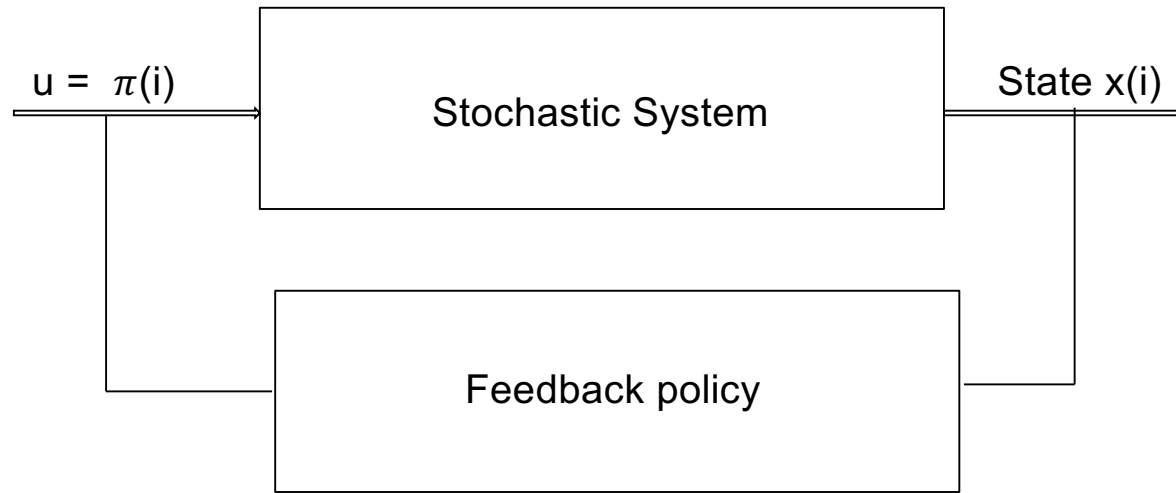 u = π(i)
Stochastic System
State x(i)
Feedback policy